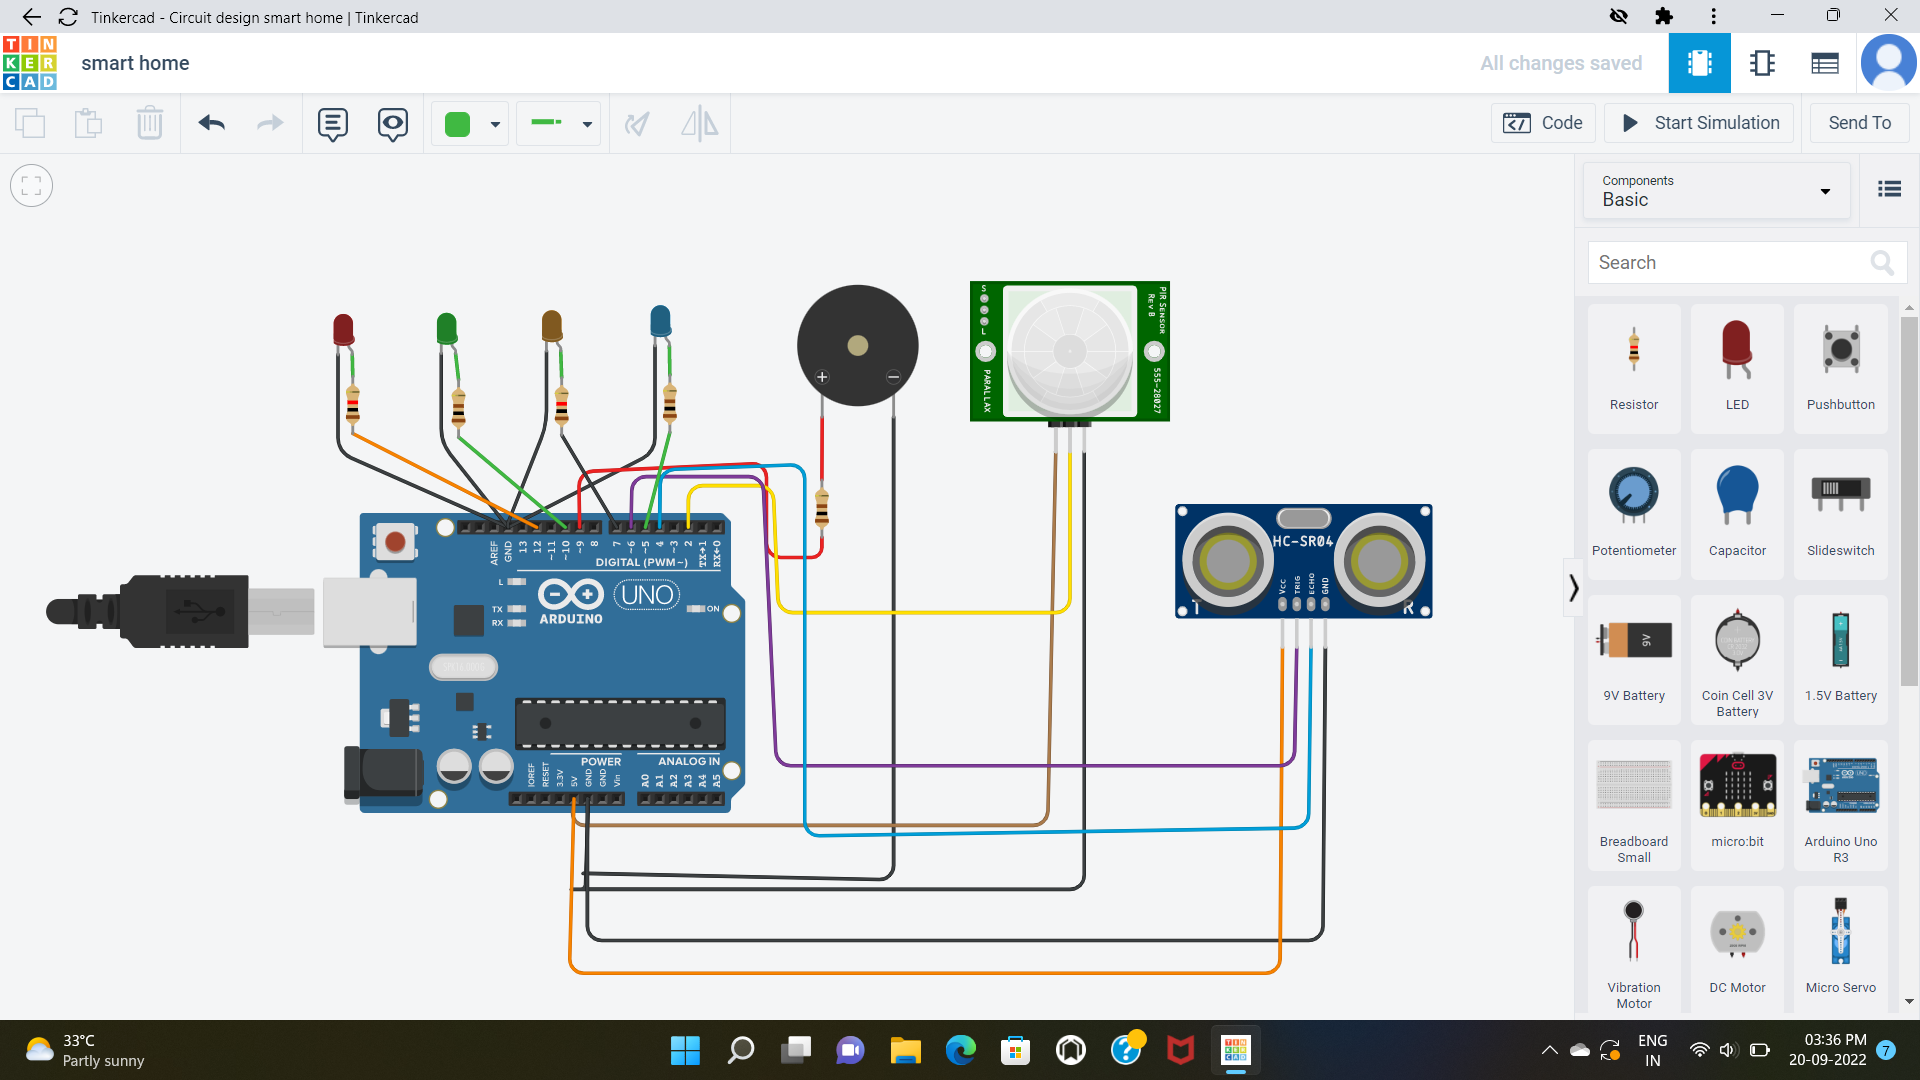 Tinkercad - Circuit design smart home | Tinkercad
TIN
KER
CAD
smart home
All changes saved
Code
Start Simulation
Send To
Components
Basic
Search
Resistor
LED
Pushbutton
Potentiometer
Capacitor
Slideswitch
9V
9V Battery
Coin Cell 3V
Battery
1.5V Battery
Breadboard
Small
micro:bit
Arduino Uno
R3
Vibration
Motor
DC Motor
Micro Servo
S
L
PARALLAX
PIR SENSOR
Rev B
555-28027
HC-SR04
VCC
TRIG
ECHO
GND
T
R
AREF
GND
13
12
~11
~10
~9
8
7
~6
~5
4
~3
2
TX→1
RX←0
DIGITAL (PWM~)
L
TX
RX
ARDUINO
UNO
ON
POWER
ANALOG IN
IOREF
RESET
3.3V
5V
GND
GND
Vin
A0
A1
A2
A3
A4
A5
33°C
Partly sunny
TIN
KER
CAD
ENG
IN
03:36 PM
20-09-2022
7